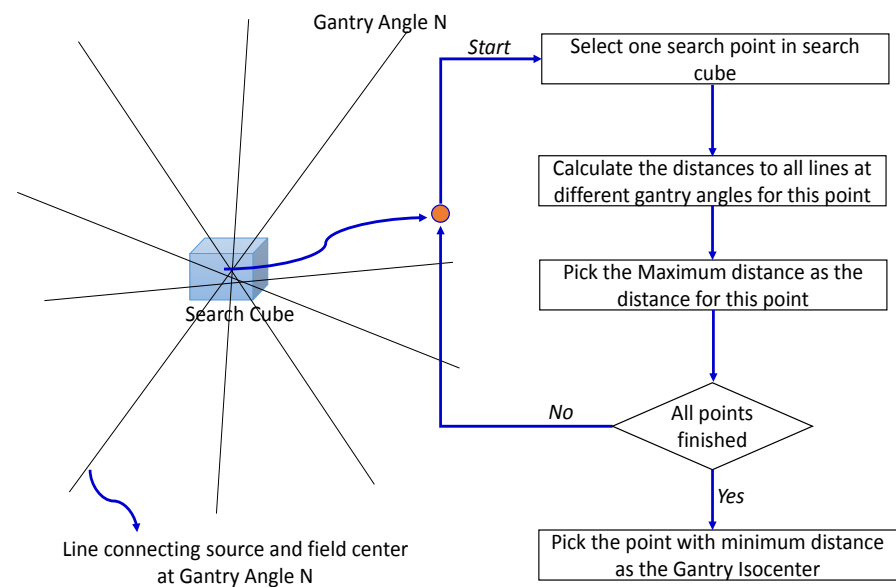 Gantry Angle N
Start
Select one search point in search
cube
Calculate the distances to all lines at
different gantry angles for this point
Pick the Maximum distance as the
distance for this point
Search Cube
No
All points
finished
Yes
Line connecting source and field center
at Gantry Angle N
Pick the point with minimum distance
as the Gantry Isocenter